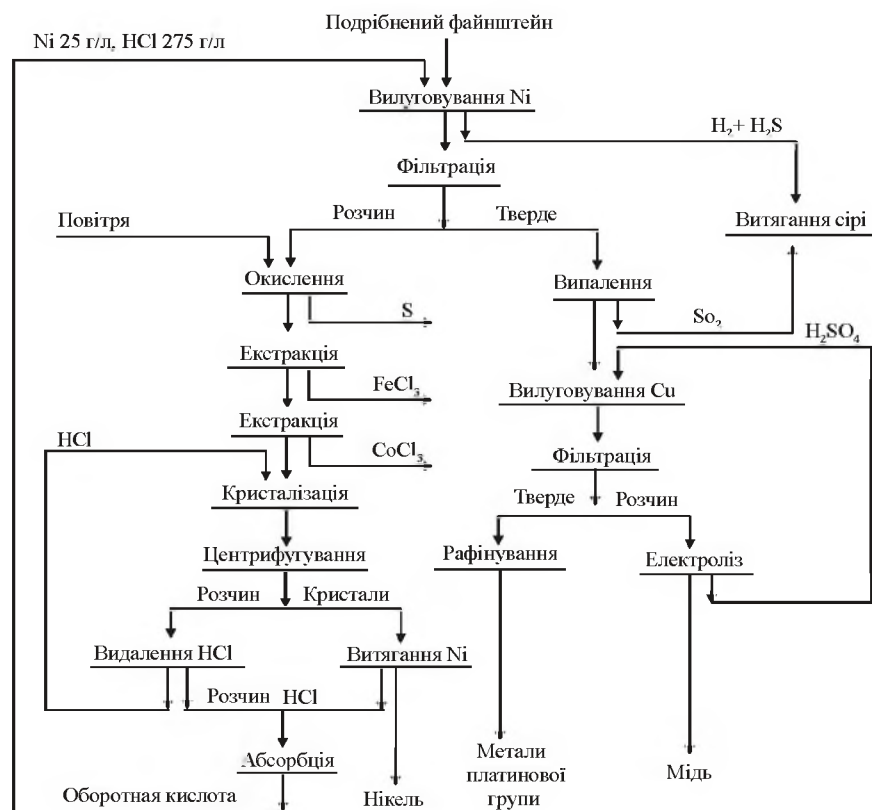 Подрібнений файнштейн
Ni 25 г/л, HCl 275 г/л
Вилуговування Ni
H₂+ H₂S
Фільтрація
Розчин
Тверде
Повітря
Витягання сірі
Окислення
Випалення
S
So₂
H₂SO₄
Екстракція
FeCl₃
Вилуговування Cu
Екстракція
HCl
CoCl₃
Фільтрація
Кристалізація
Тверде
Розчин
Центрифугування
Рафінування
Електроліз
Розчин
Кристали
Видалення HCl
Витягання Ni
Розчин HCl
Абсорбція
Метали
платинової
групи
Мідь
Оборотная кислота
Нікель